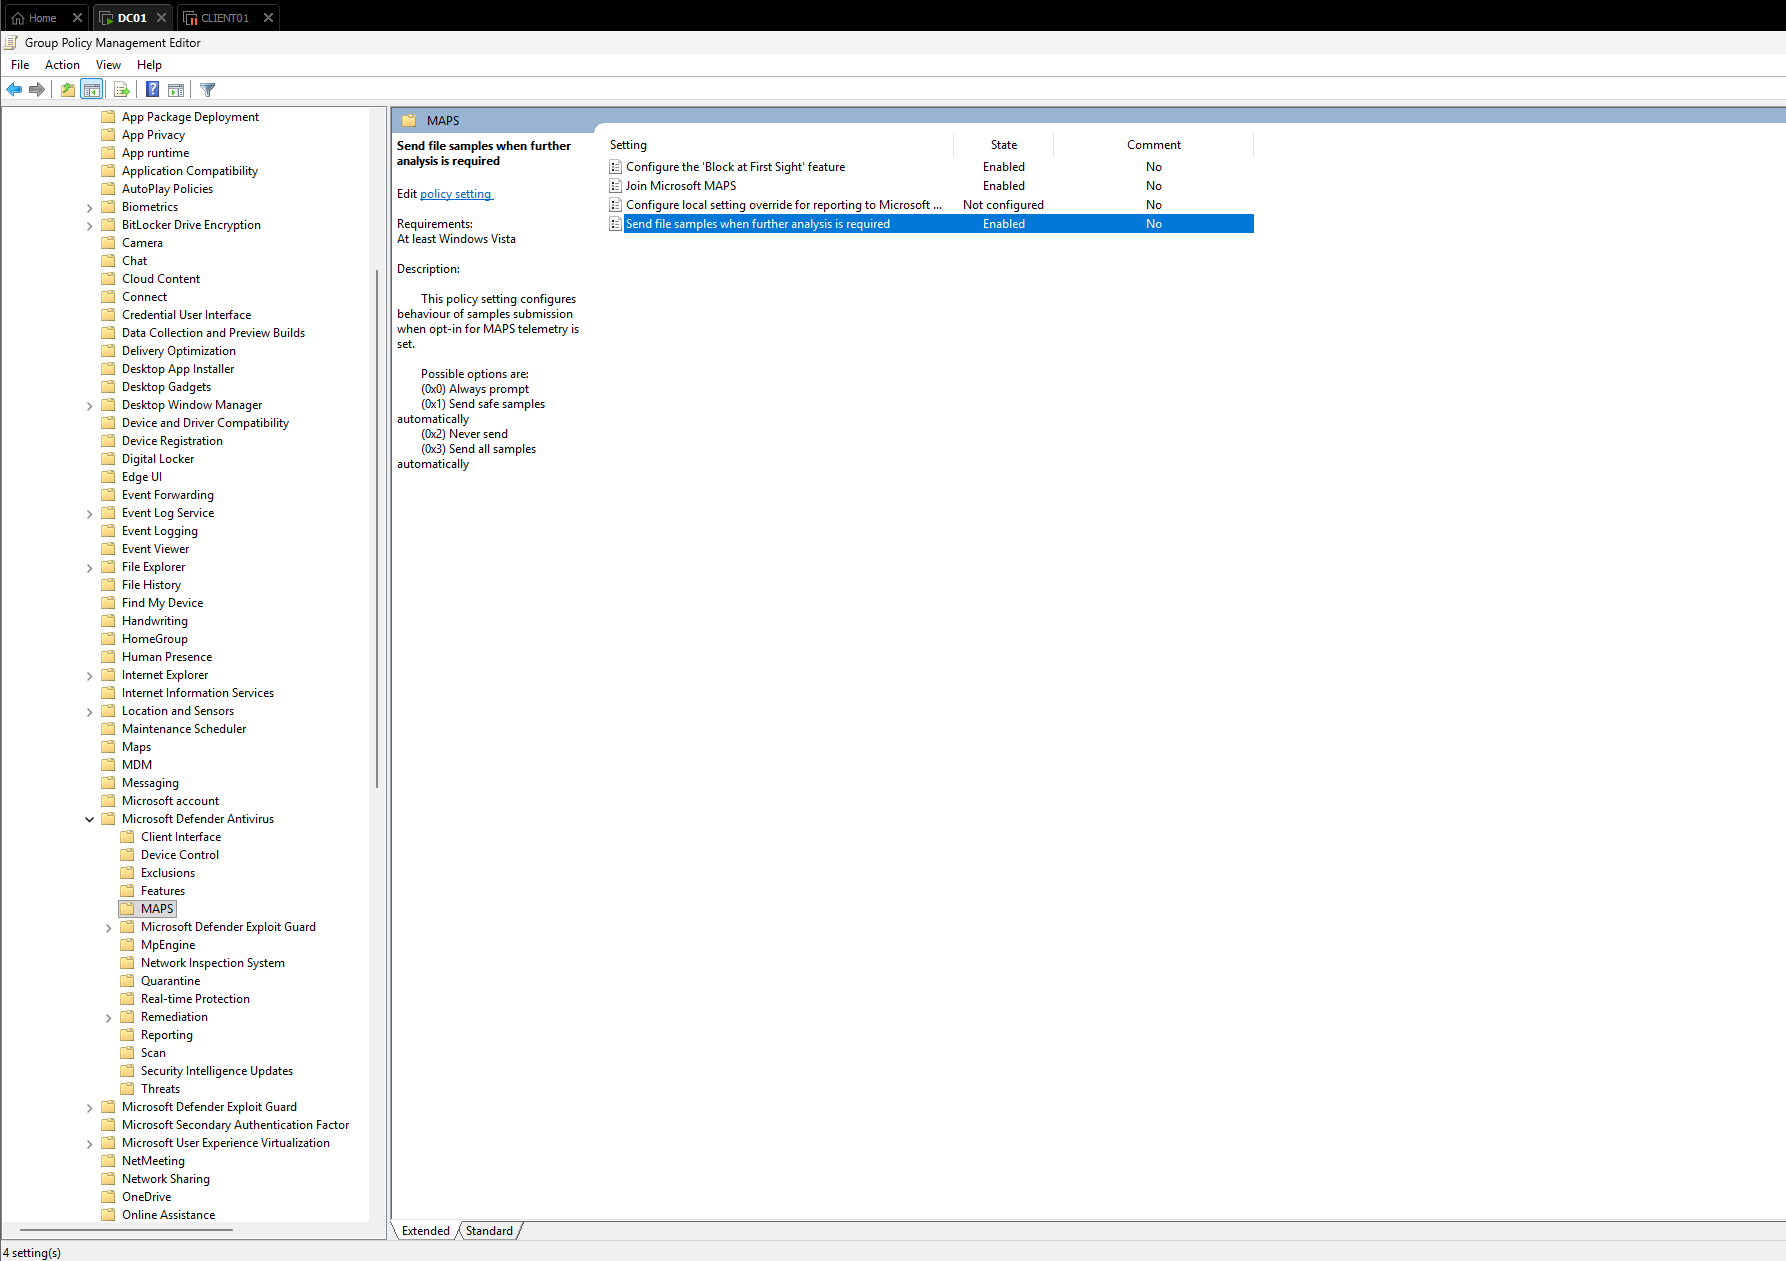 Home
DC01
CLIENT01
Group Policy Management Editor
File Action View Help
App Package Deployment
App Privacy
App runtime
Application Compatibility
AutoPlay Policies
Biometrics
BitLocker Drive Encryption
Camera
Chat
Cloud Content
Connect
Credential User Interface
Data Collection and Preview Builds
Delivery Optimization
Desktop App Installer
Desktop Gadgets
Desktop Window Manager
Device and Driver Compatibility
Device Registration
Digital Locker
Edge UI
Event Forwarding
Event Log Service
Event Logging
Event Viewer
File Explorer
File History
Find My Device
Handwriting
HomeGroup
Human Presence
Internet Explorer
Internet Information Services
Location and Sensors
Maintenance Scheduler
Maps
MDM
Messaging
Microsoft account
Microsoft Defender Antivirus
Client Interface
Device Control
Exclusions
Features
MAPS
Microsoft Defender Exploit Guard
MpEngine
Network Inspection System
Quarantine
Real-time Protection
Remediation
Reporting
Scan
Security Intelligence Updates
Threats
Microsoft Defender Exploit Guard
Microsoft Secondary Authentication Factor
Microsoft User Experience Virtualization
NetMeeting
Network Sharing
OneDrive
Online Assistance
MAPS
Send file samples when further
analysis is required
Edit policy setting
Requirements:
At least Windows Vista
Description:
This policy setting configures
behaviour of samples submission
when opt-in for MAPS telemetry is
set.
Possible options are:
(0x0) Always prompt
(0x1) Send safe samples
automatically
(0x2) Never send
(0x3) Send all samples
automatically
Setting State Comment
Configure the 'Block at First Sight' feature Enabled No
Join Microsoft MAPS Enabled No
Configure local setting override for reporting to Microsoft ... Not configured No
Send file samples when further analysis is required Enabled No
Extended Standard
4 setting(s)